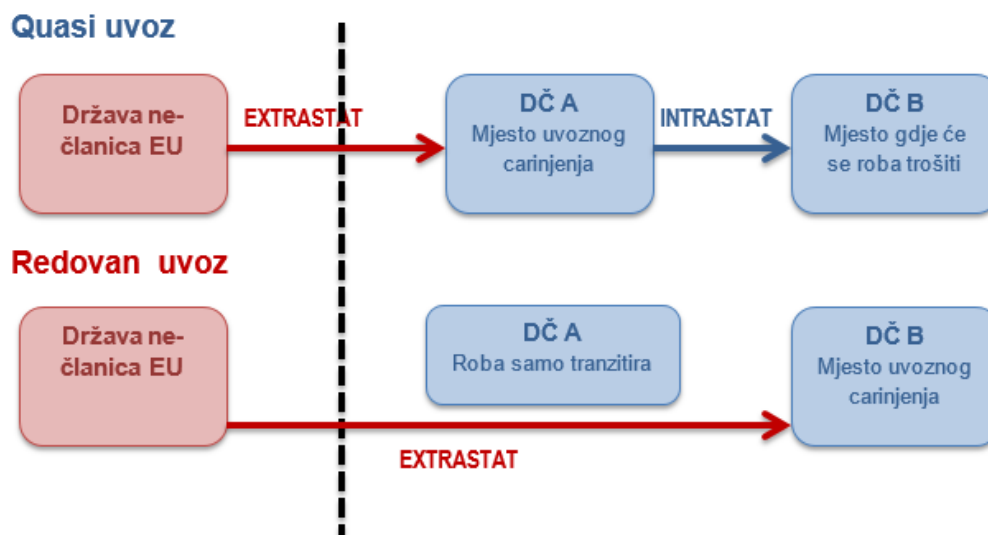 Quasi uvoz
Država ne-
članica EU
EXTRASTAT
DČ A
Mjesto uvoznog
carinjenja
INTRASTAT
DČ B
Mjesto gdje će
se roba trošiti
Redovan uvoz
Država ne-
članica EU
DČ A
Roba samo tranzitira
DČ B
Mjesto uvoznog
carinjenja
EXTRASTAT